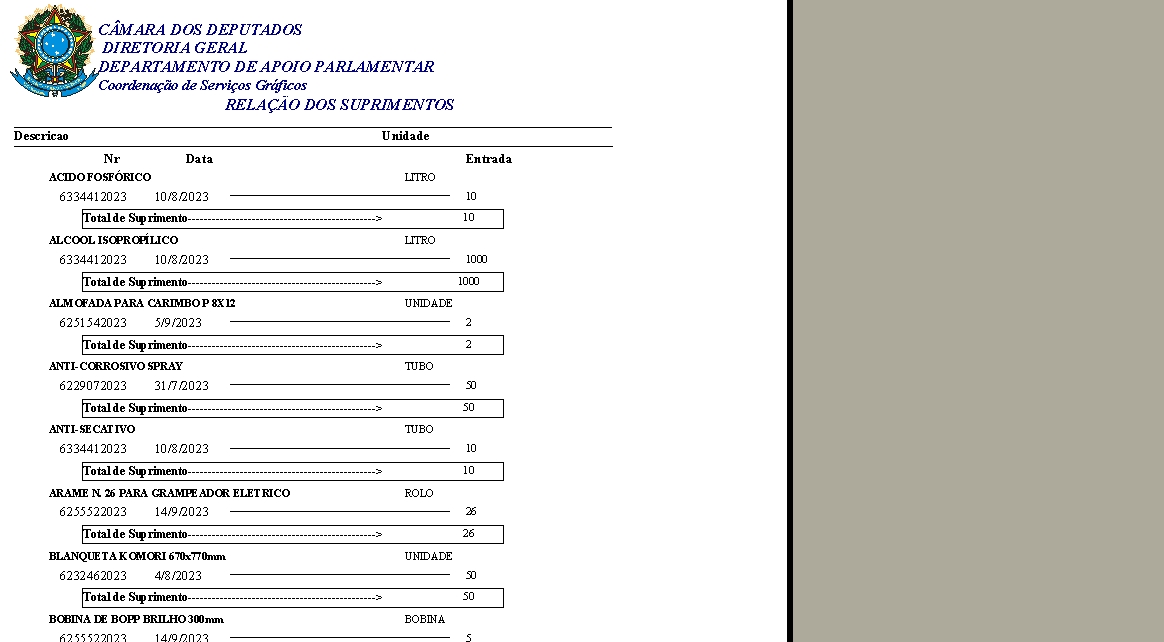 CÂMARA DOS DEPUTADOS
DIRETORIA GERAL
DEPARTAMENTO DE APOIO PARLAMENTAR
Coordenação de Serviços Gráficos
RELAÇÃO DOS SUPRIMENTOS
Descricao Unidade
Nr Data Entrada
ACIDO FOSFÓRICO LITRO
6334412023 10/8/2023 10
Total de Suprimento-----------------------------------------------> 10
ALCOOL ISOPROPÍLICO LITRO
6334412023 10/8/2023 1000
Total de Suprimento-----------------------------------------------> 1000
ALMOFADA PARA CARIMBO P 8X12 UNIDADE
6251542023 5/9/2023 2
Total de Suprimento-----------------------------------------------> 2
ANTI-CORROSIVO SPRAY TUBO
6229072023 31/7/2023 50
Total de Suprimento-----------------------------------------------> 50
ANTI-SECATIVO TUBO
6334412023 10/8/2023 10
Total de Suprimento-----------------------------------------------> 10
ARAME N. 26 PARA GRAMPEADOR ELETRICO ROLO
6255522023 14/9/2023 26
Total de Suprimento-----------------------------------------------> 26
BLANQUETA KOMORI 670x770mm UNIDADE
6232462023 4/8/2023 50
Total de Suprimento-----------------------------------------------> 50
BOBINA DE BOPP BRILHO 300mm BOBINA
6255522023 14/9/2023 5